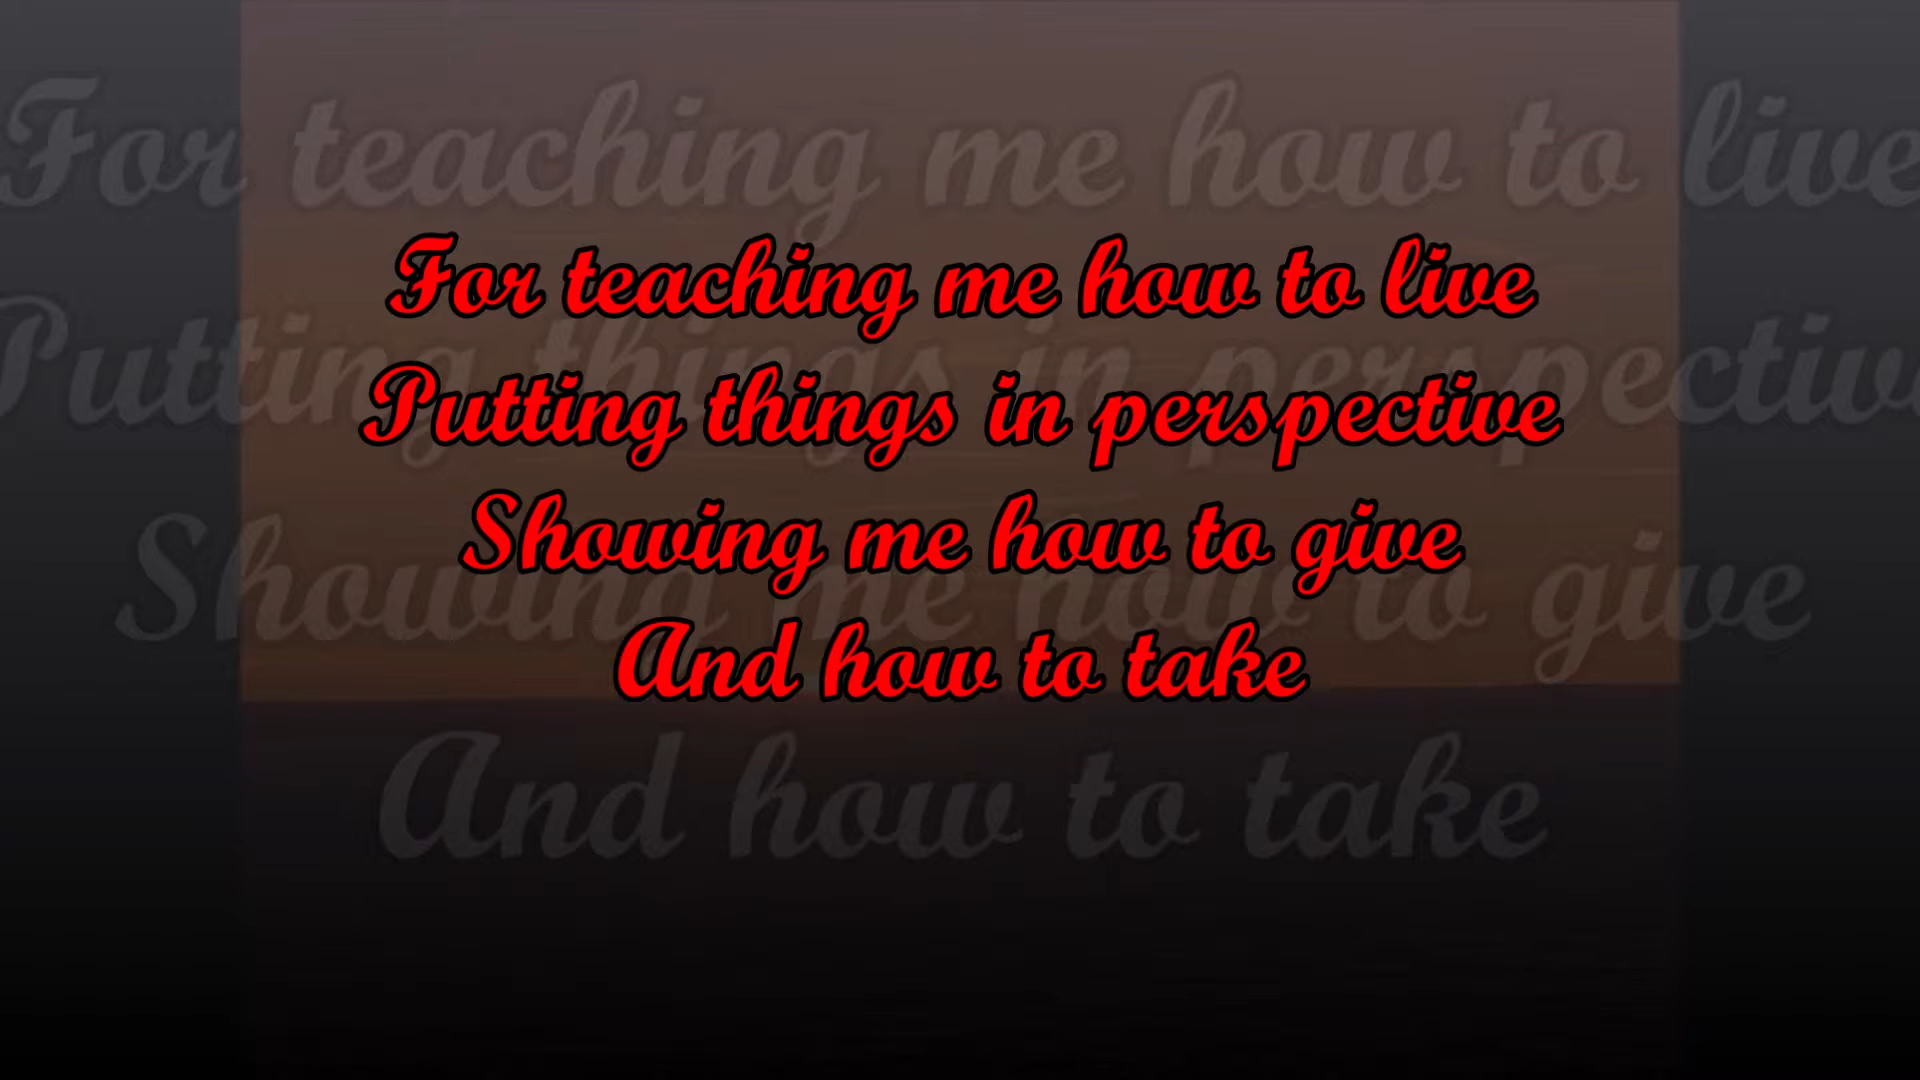 For teaching me how to live
Putting things in perspective
Showing me how to give
And how to take